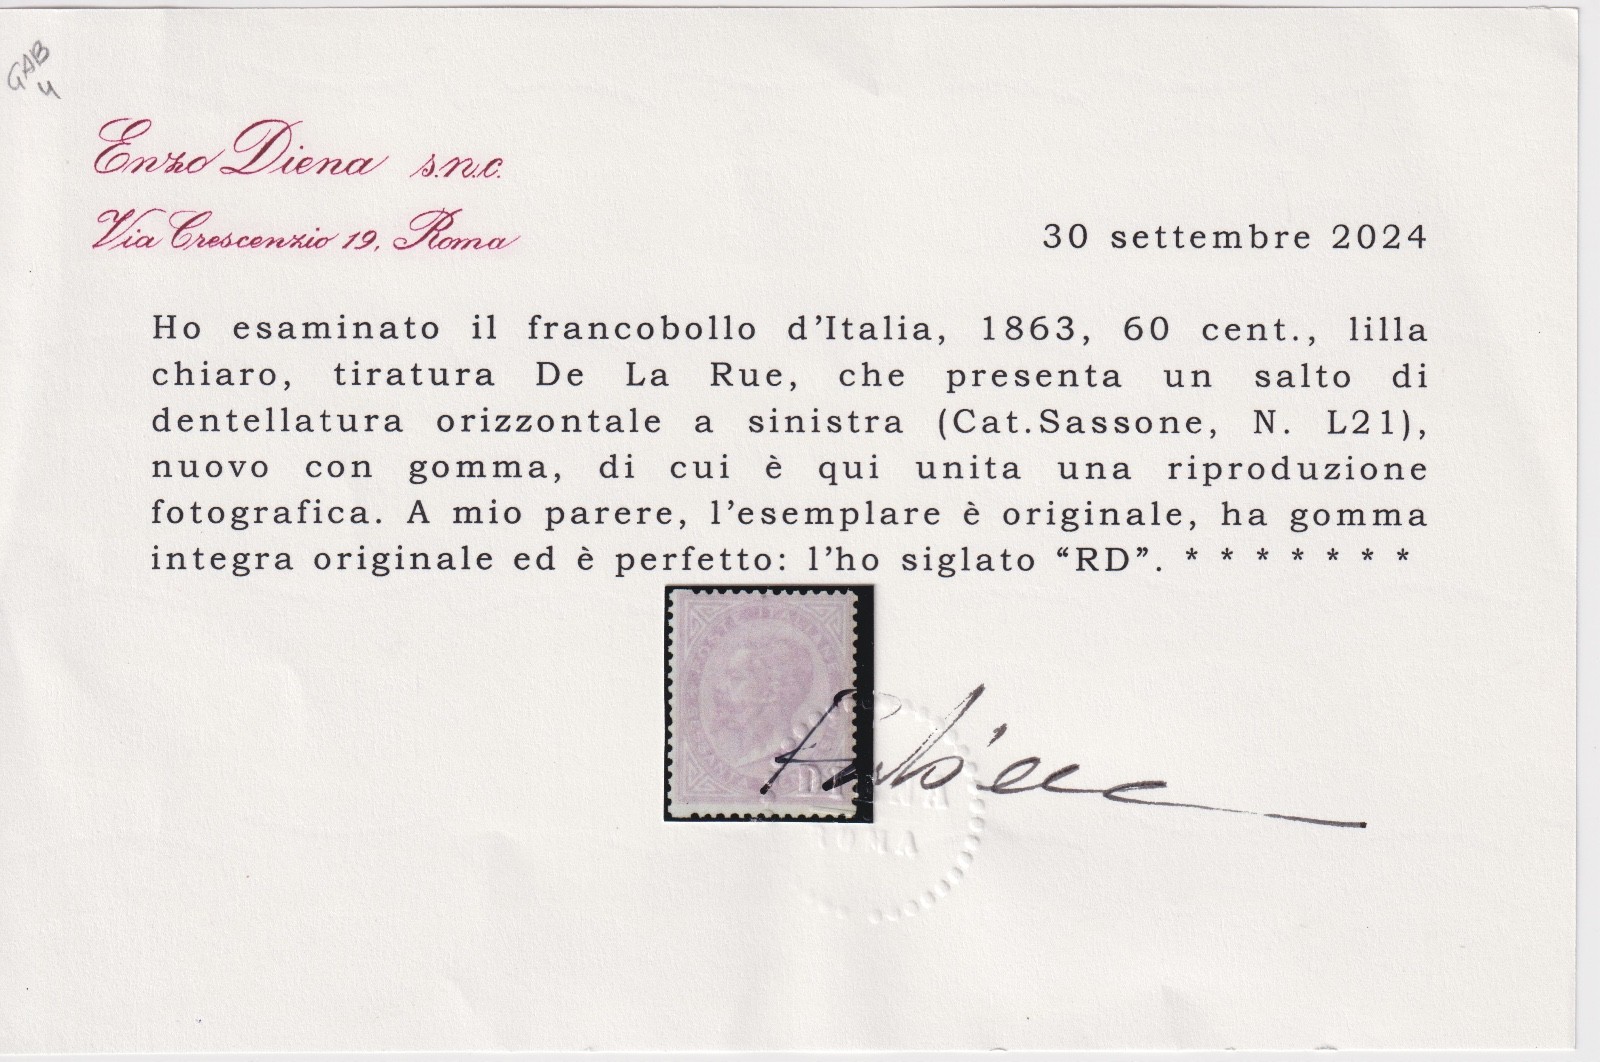 GAB
Enzo Diena s.n.c.
Via Crescenzio 19, Roma
30 settembre 2024
Ho esaminato il francobollo d'Italia, 1863, 60 cent., lilla
chiaro, tiratura De La Rue, che presenta un salto di
dentellatura orizzontale a sinistra (Cat.Sassone, N. L21),
nuovo con gomma, di cui è qui unita una riproduzione
fotografica. A mio parere, l'esemplare è originale, ha gomma
integra originale ed è perfetto: l'ho siglato “RD”. * * * * * * *